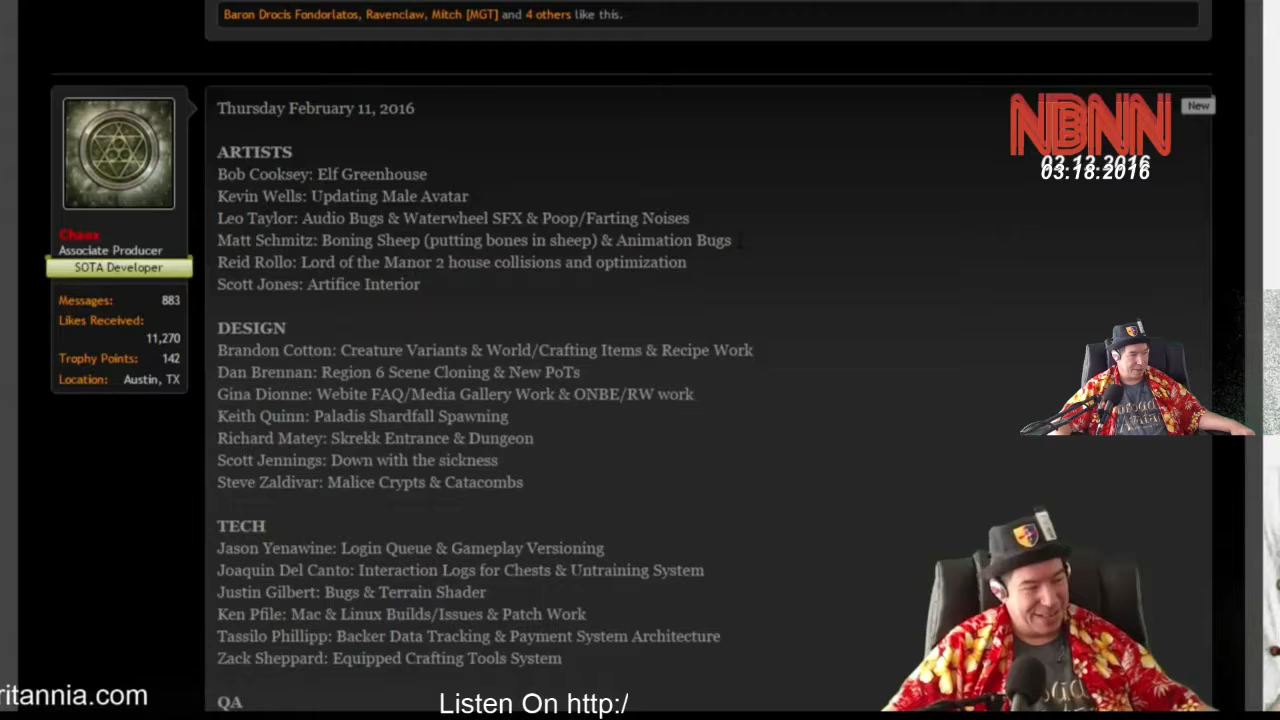 Baron Drocis Fondorlatos, Ravenclaw, Mitch [MGT] and 4 others like this.
Thursday February 11, 2016
New
NBNN
03:18:2016
ARTISTS
Bob Cooksey: Elf Greenhouse
Kevin Wells: Updating Male Avatar
Leo Taylor: Audio Bugs & Waterwheel SFX & Poop/Farting Noises
Matt Schmitz: Boning Sheep (putting bones in sheep) & Animation Bugs
Reid Rollo: Lord of the Manor 2 house collisions and optimization
Scott Jones: Artifice Interior
Chaox
Associate Producer
SOTA Developer
Messages: 883
Likes Received:
11,270
Trophy Points: 142
Location: Austin, TX
DESIGN
Brandon Cotton: Creature Variants & World/Crafting Items & Recipe Work
Dan Brennan: Region 6 Scene Cloning & New PoTs
Gina Dionne: Webite FAQ/Media Gallery Work & ONBE/RW work
Keith Quinn: Paladis Shardfall Spawning
Richard Matey: Skrekk Entrance & Dungeon
Scott Jennings: Down with the sickness
Steve Zaldivar: Malice Crypts & Catacombs
TECH
Jason Yenawine: Login Queue & Gameplay Versioning
Joaquin Del Canto: Interaction Logs for Chests & Untraining System
Justin Gilbert: Bugs & Terrain Shader
Ken Pfile: Mac & Linux Builds/Issues & Patch Work
Tassilo Phillipp: Backer Data Tracking & Payment System Architecture
Zack Sheppard: Equipped Crafting Tools System
QA
ritannia.com
Listen On http:/